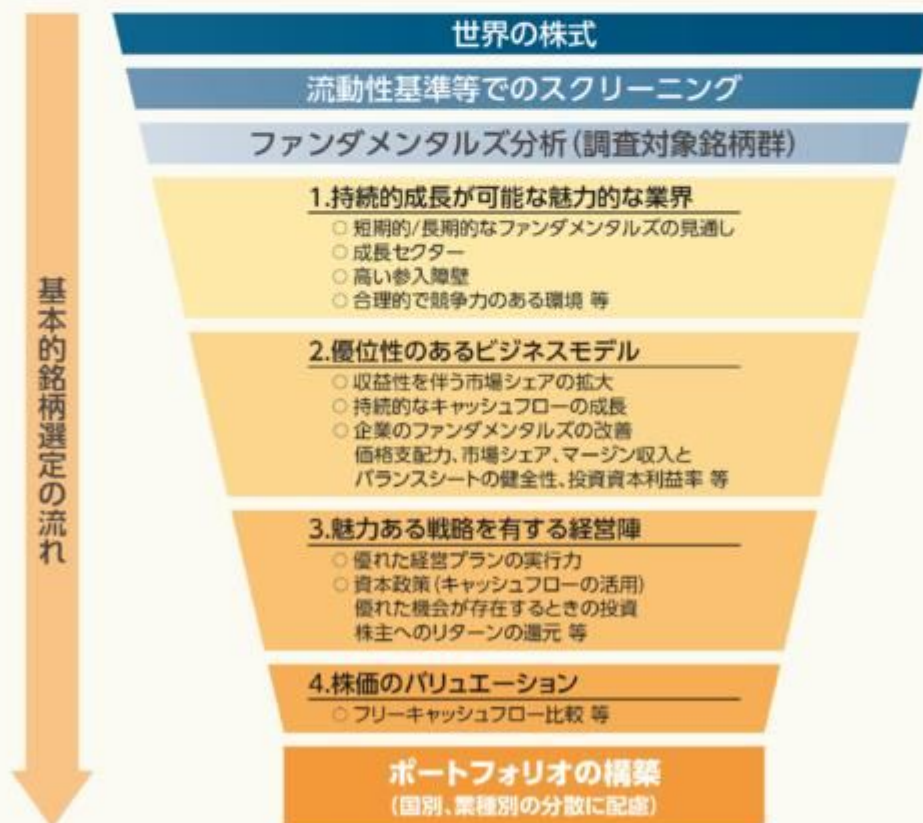 世界の株式
流動性基準等でのスクリーニング
ファンダメンタルズ分析(調査対象銘柄群)
基本的銘柄選定の流れ
1.持続的成長が可能な魅力的な業界
○ 短期的/長期的なファンダメンタルズの見通し
○ 成長セクター
○ 高い参入障壁
○ 合理的で競争力のある環境 等
2.優位性のあるビジネスモデル
○ 収益性を伴う市場シェアの拡大
○ 持続的なキャッシュフローの成長
○ 企業のファンダメンタルズの改善
価格支配力、市場シェア、マージン収入と
バランスシートの健全性、投資資本利益率 等
3.魅力ある戦略を有する経営陣
○ 優れた経営プランの実行力
○ 資本政策(キャッシュフローの活用)
優れた機会が存在するときの投資
株主へのリターンの還元 等
4.株価のバリュエーション
○ フリーキャッシュフロー比較 等
ポートフォリオの構築
(国別、業種別の分散に配慮)